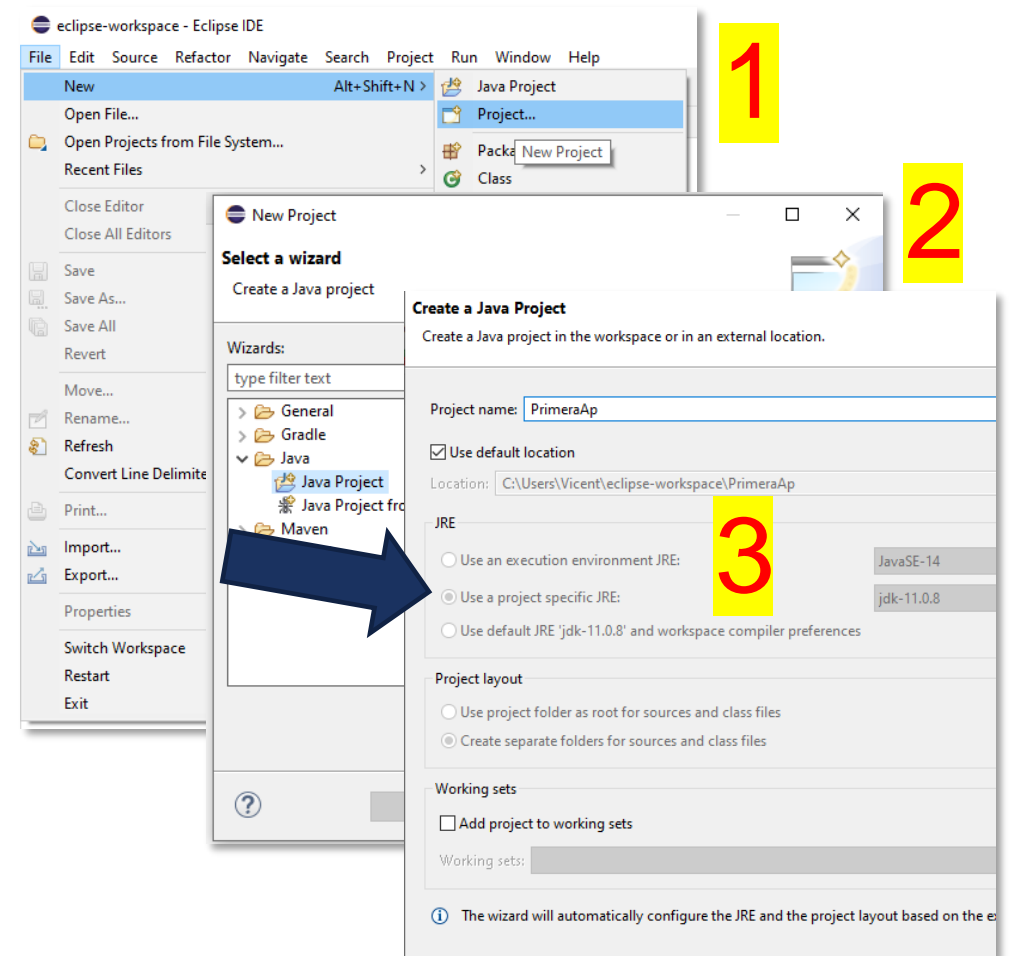 eclipse-workspace - Eclipse IDE
File Edit Source Refactor Navigate Search Project Run Window Help
New Alt+Shift+N >
Open File...
Open Projects from File System...
Recent Files >
Close Editor
Close All Editors
Save
Save As...
Save All
Revert
Move...
Rename...
Refresh
Convert Line Delimite
Print...
Import...
Export...
Properties
Switch Workspace
Restart
Exit
Java Project
Project...
Packa
New Project
Class
1
New Project
Select a wizard
Create a Java project
Wizards:
type filter text
General
Gradle
Java
Java Project
Java Project fro
Maven
2
Create a Java Project
Create a Java project in the workspace or in an external location.
Project name: PrimeraAp
Use default location
Location: C:\Users\Vicent\eclipse-workspace\PrimeraAp
JRE
Use an execution environment JRE: JavaSE-14
Use a project specific JRE: jdk-11.0.8
Use default JRE 'jdk-11.0.8' and workspace compiler preferences
3
Project layout
Use project folder as root for sources and class files
Create separate folders for sources and class files
Working sets
Add project to working sets
Working sets:
The wizard will automatically configure the JRE and the project layout based on the